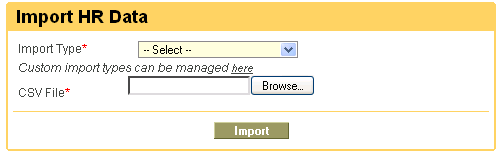 Import HR Data
Import Type* -- Select --
Custom import types can be managed here
CSV File* Browse...
Import